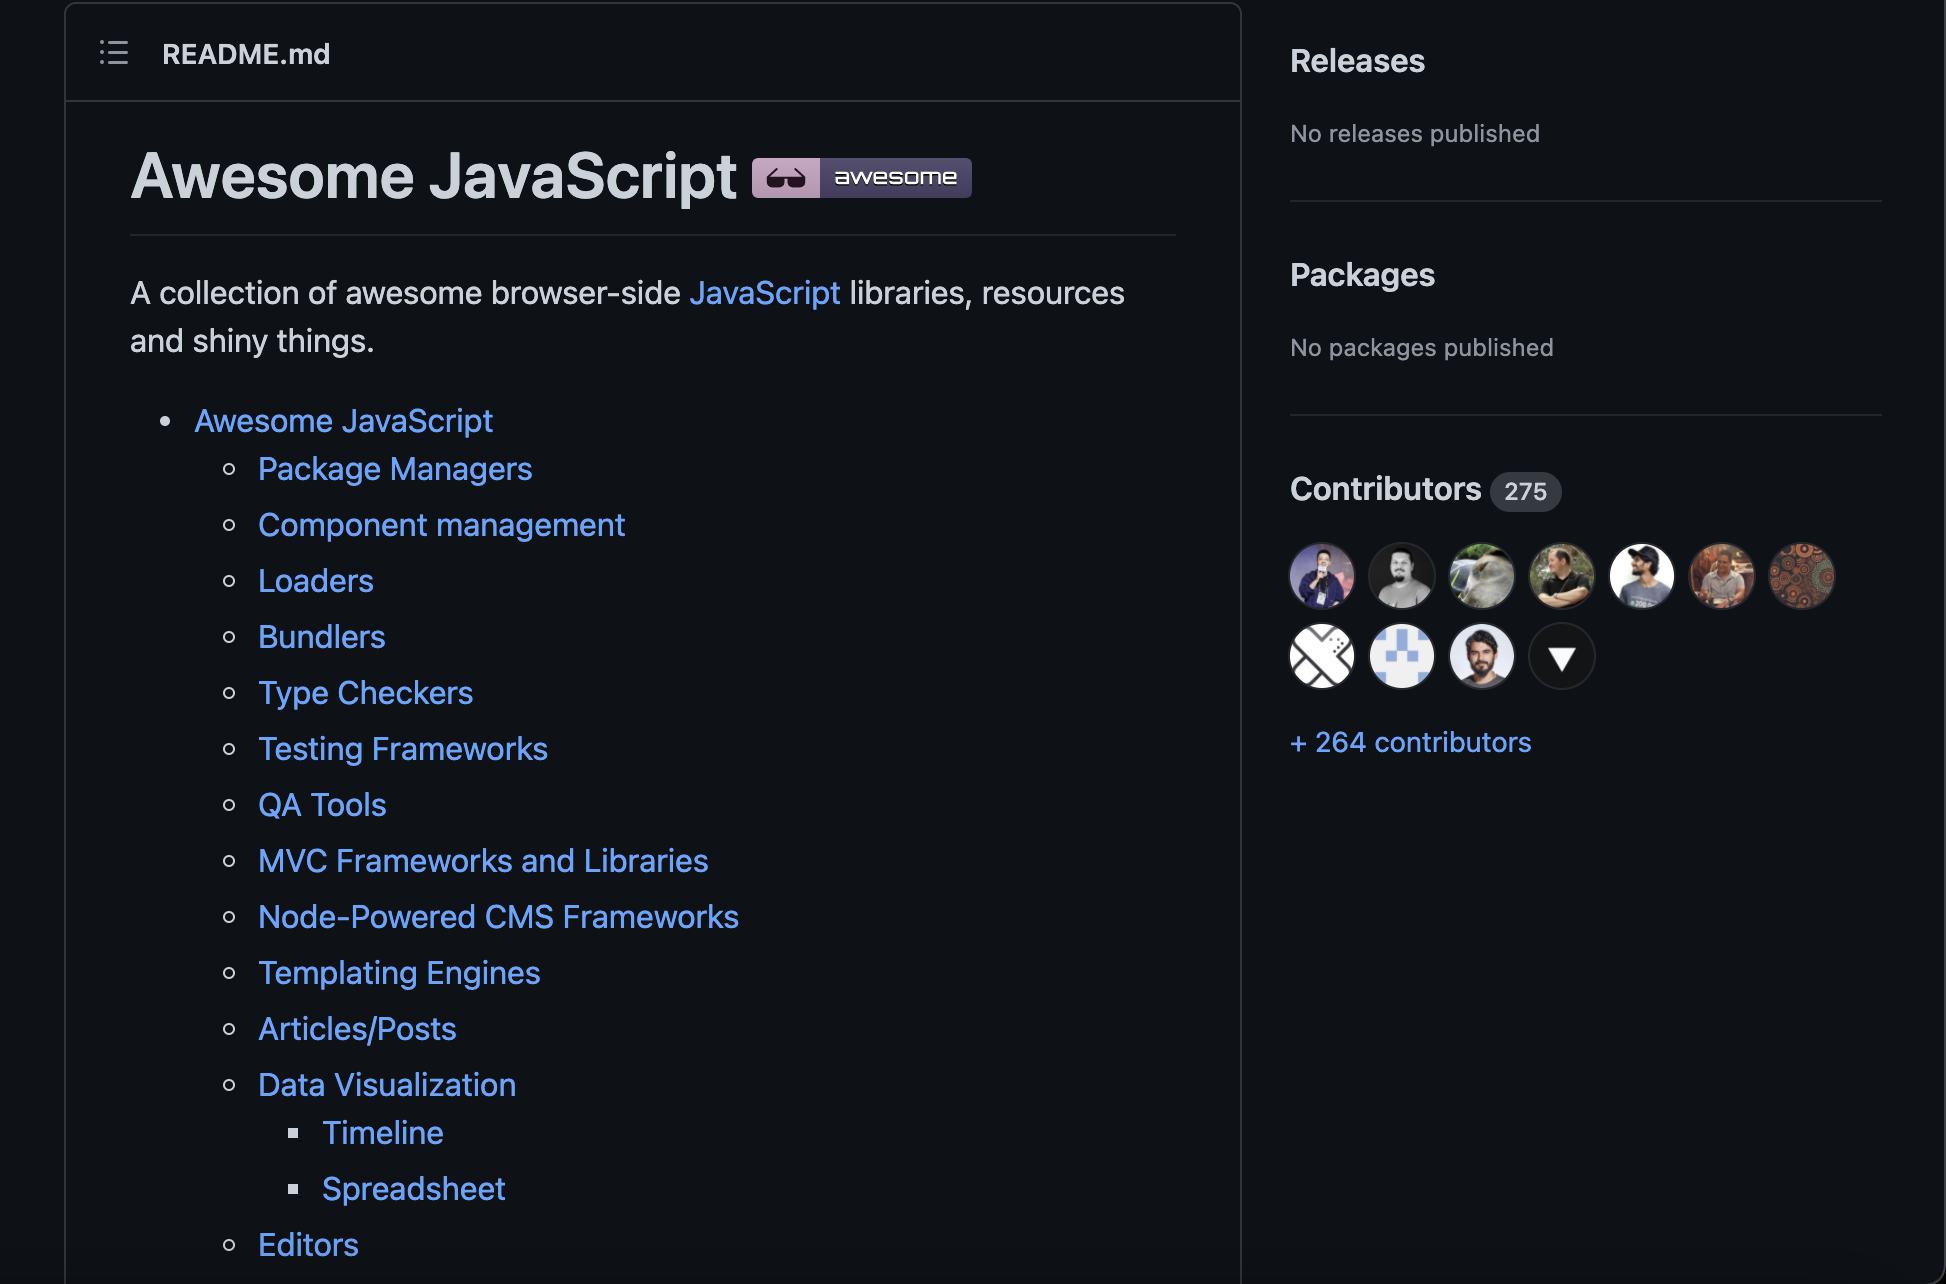 README.md
Awesome JavaScript awesome
A collection of awesome browser-side JavaScript libraries, resources
and shiny things.
Awesome JavaScript
Package Managers
Component management
Loaders
Bundlers
Type Checkers
Testing Frameworks
QA Tools
MVC Frameworks and Libraries
Node-Powered CMS Frameworks
Templating Engines
Articles/Posts
Data Visualization
Timeline
Spreadsheet
Editors
Releases
No releases published
Packages
No packages published
Contributors 275
+ 264 contributors